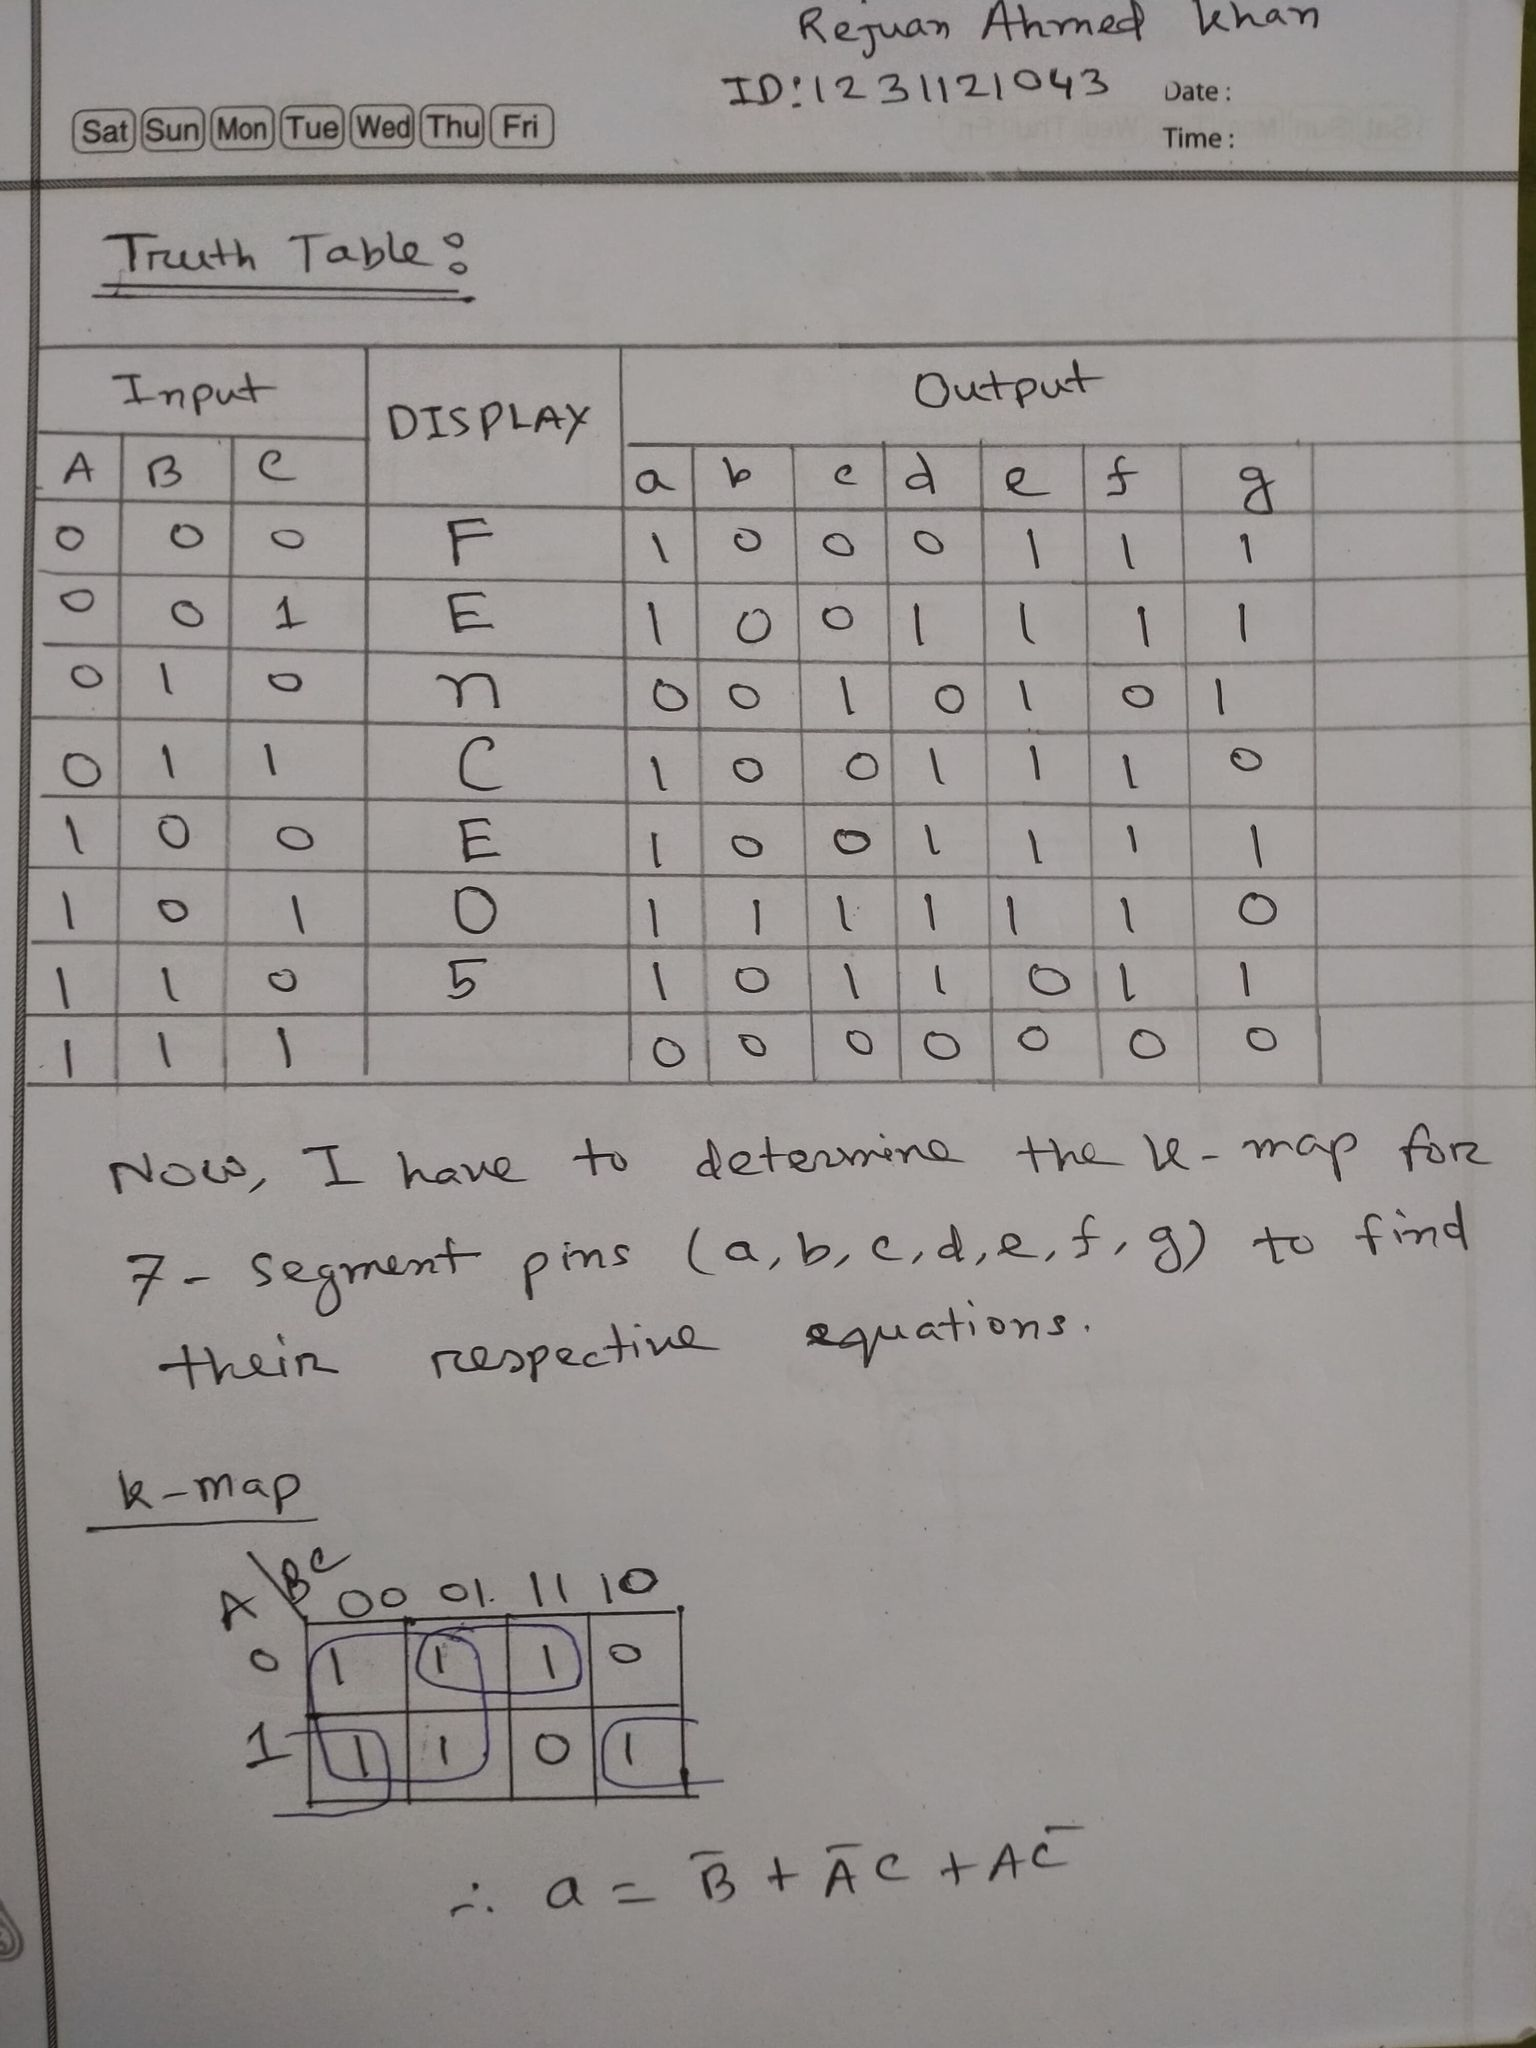 Rejuan Ahmed Khan
ID:1231121043 Date:
Sat Sun Mon Tue Wed Thu Fri Time:
Truth Table:
Input DISPLAY Output
A B C a b c d e f g
0 0 0 F 1 0 0 0 1 1 1
0 0 1 E 1 0 0 1 1 1 1
0 1 0 n 0 0 1 0 1 0 1
0 1 1 C 1 0 0 1 1 1 0
1 0 0 E 1 0 0 1 1 1 1
1 0 1 0 1 1 1 1 1 1 0
1 1 0 5 1 0 1 1 0 1 1
1 1 1 0 0 0 0 0 0 0
Now, I have to determine the k-map for
7-segment pins (a,b,c,d,e,f,g) to find
their respective equations.
k-map
A\BC 00 01. 11 10
0 1 1 1 0
1 1 1 0 1
∴ a = B̅ + A̅C + AC̅